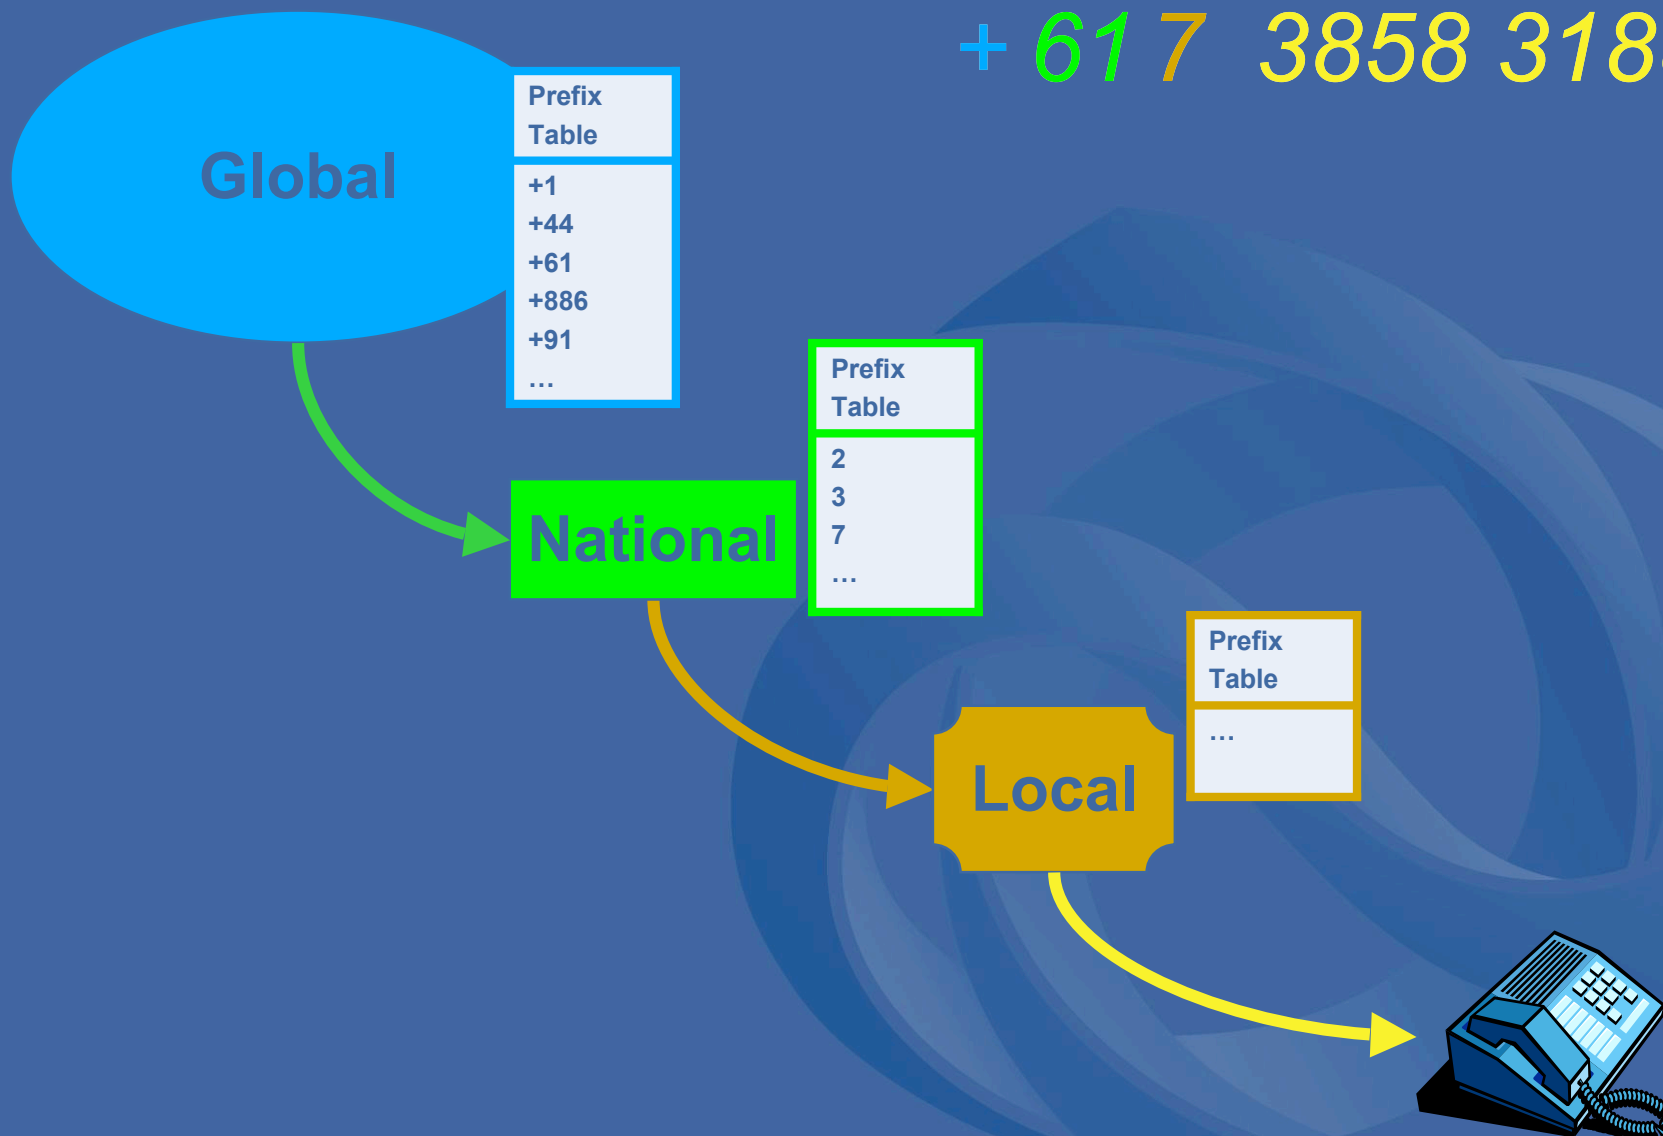 + 61 7 3858 318
Global
Prefix
Table
+1
+44
+61
+886
+91
...
National
Prefix
Table
2
3
7
...
Local
Prefix
Table
...